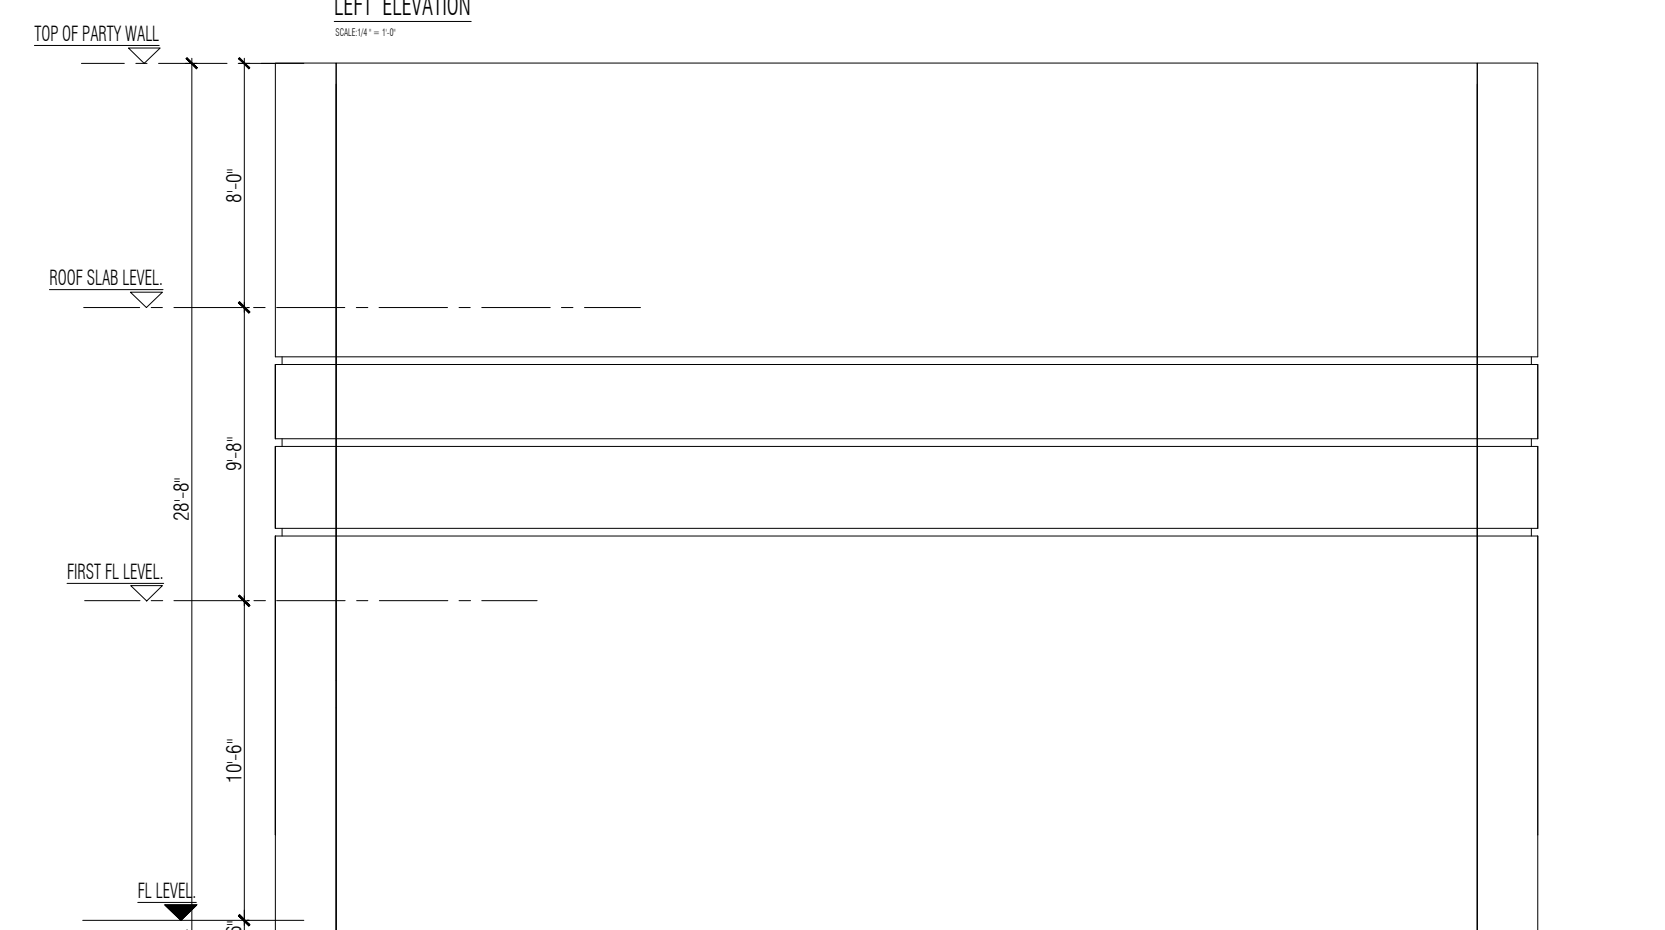 LEFT ELEVATION
SCALE:1/4 " = 1'-0"
TOP OF PARTY WALL
8'-0"
ROOF SLAB LEVEL.
9'-8"
28'-8"
FIRST FL LEVEL.
10'-6"
FL LEVEL.